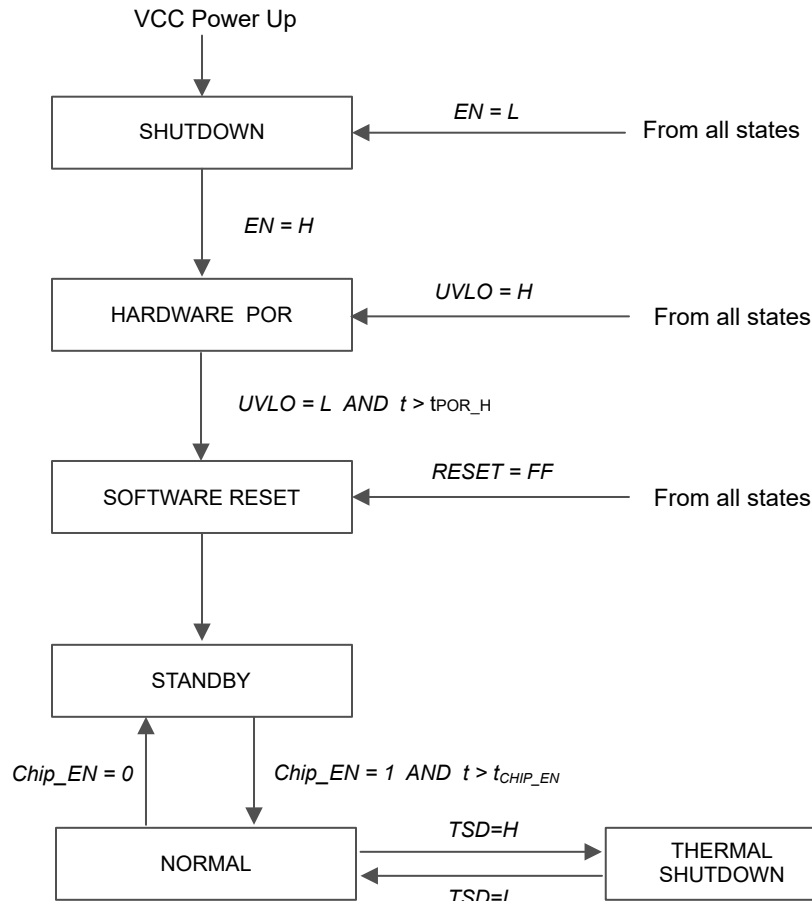 VCC Power Up
EN = L
SHUTDOWN
From all states
EN = H
UVLO = H
HARDWARE POR
From all states
UVLO = L AND t > tPOR_H
RESET = FF
SOFTWARE RESET
From all states
STANDBY
Chip_EN = 0
Chip_EN = 1 AND t > tCHIP_EN
TSD=H
NORMAL
THERMAL
SHUTDOWN
TSD=L